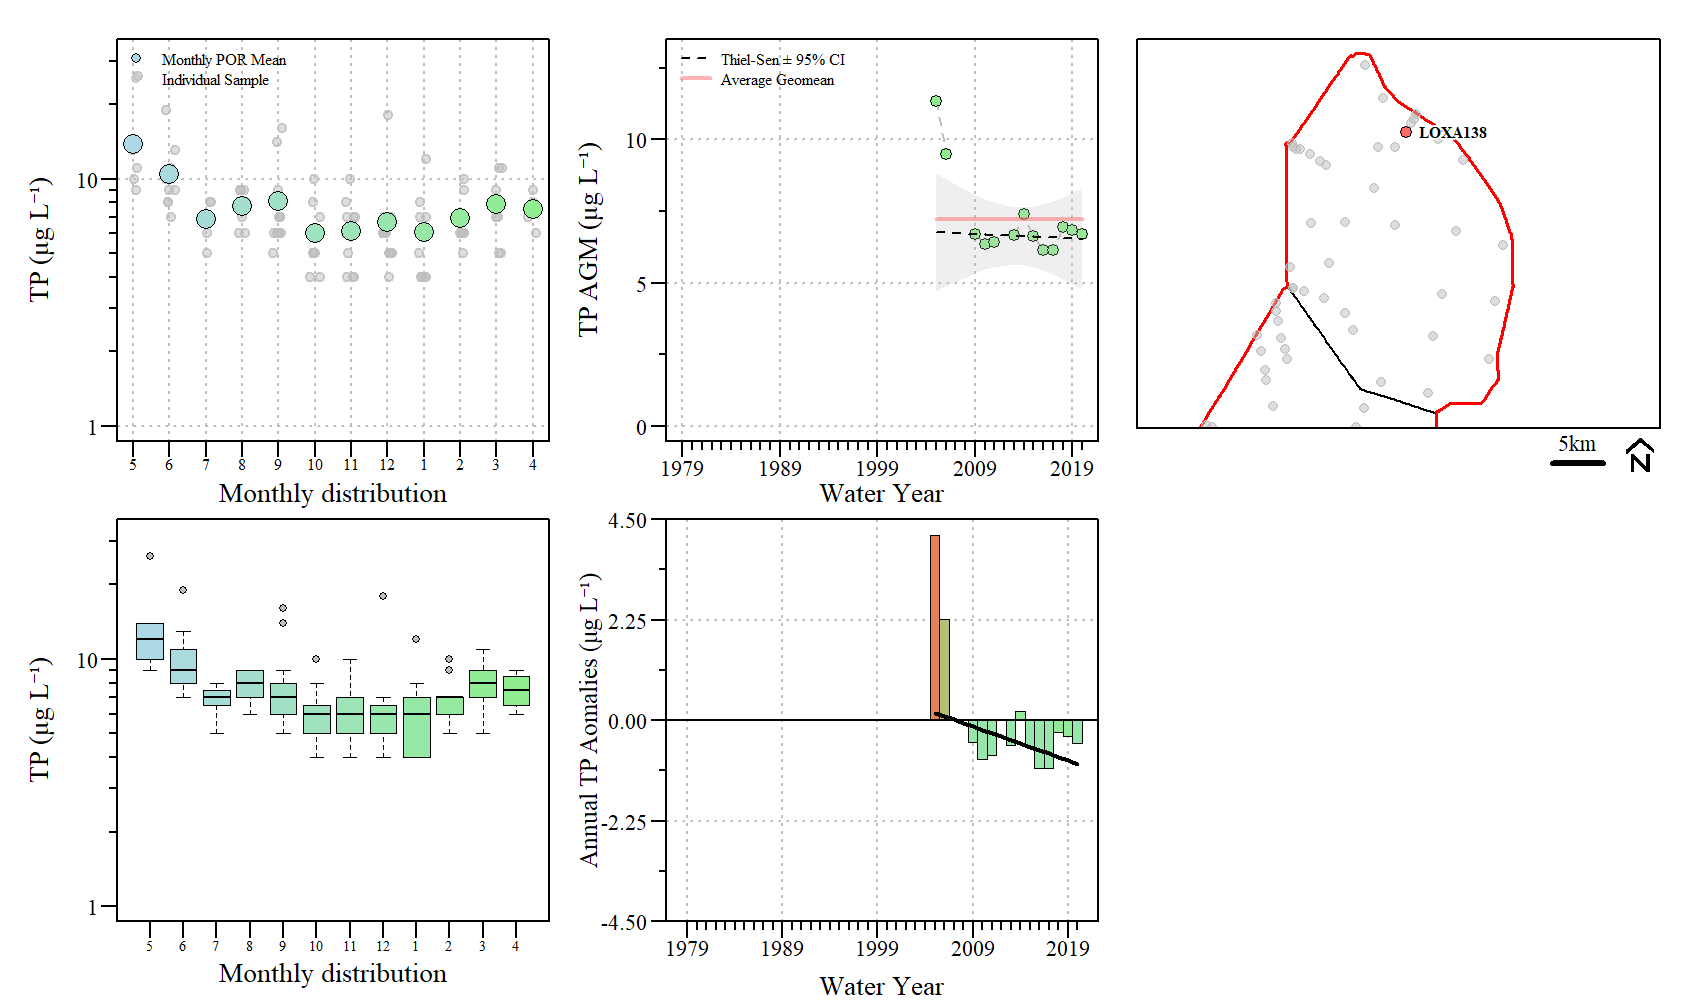 Monthly POR Mean
Individual Sample
TP (µg L⁻¹)
10
1
5 6 7 8 9 10 11 12 1 2 3 4
Monthly distribution
Thiel-Sen ± 95% CI
Average Geomean
TP AGM (µg L⁻¹)
10
5
0
1979 1989 1999 2009 2019
Water Year
LOXA138
5km
N
TP (µg L⁻¹)
10
1
5 6 7 8 9 10 11 12 1 2 3 4
Monthly distribution
Annual TP Aomalies (µg L⁻¹)
4.50
2.25
0.00
-2.25
-4.50
1979 1989 1999 2009 2019
Water Year